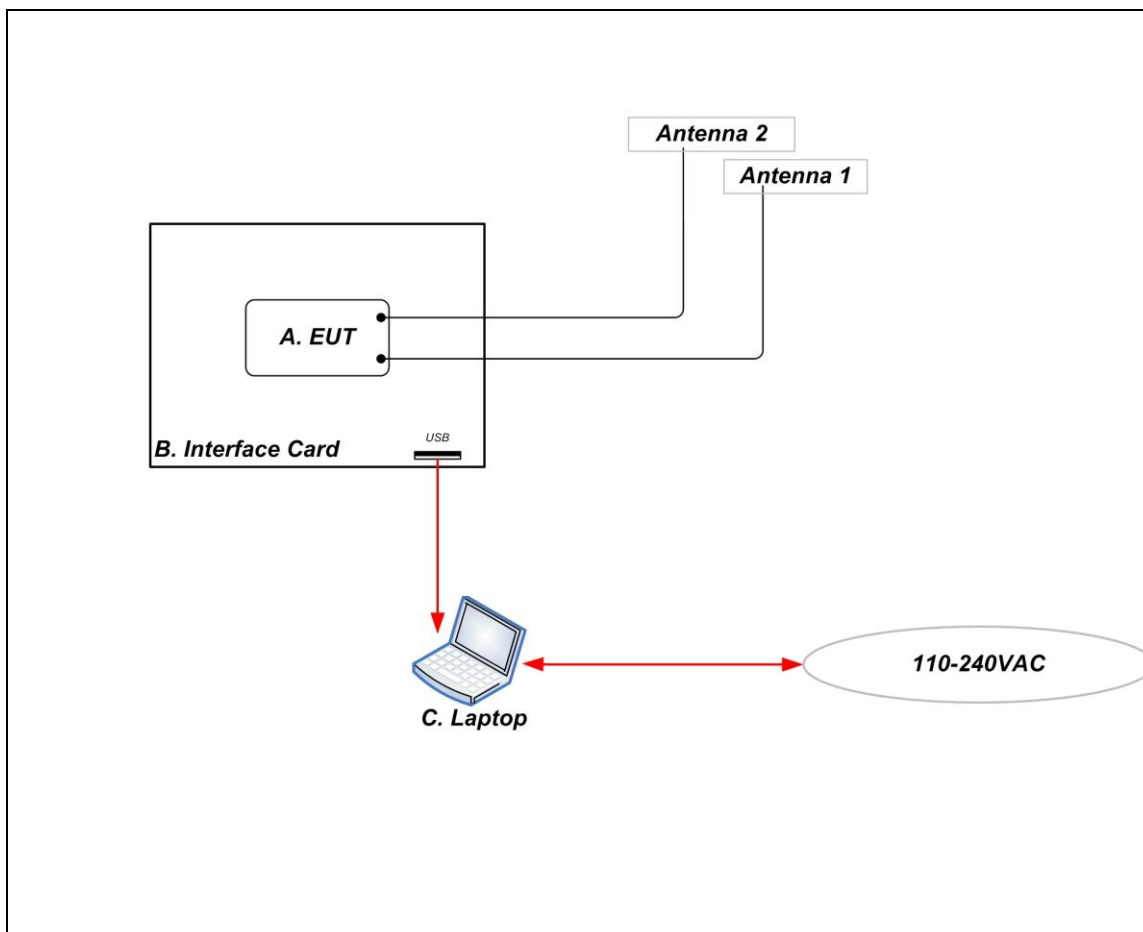 Antenna 2
Antenna 1
A. EUT
B. Interface Card
USB
C. Laptop
110-240VAC